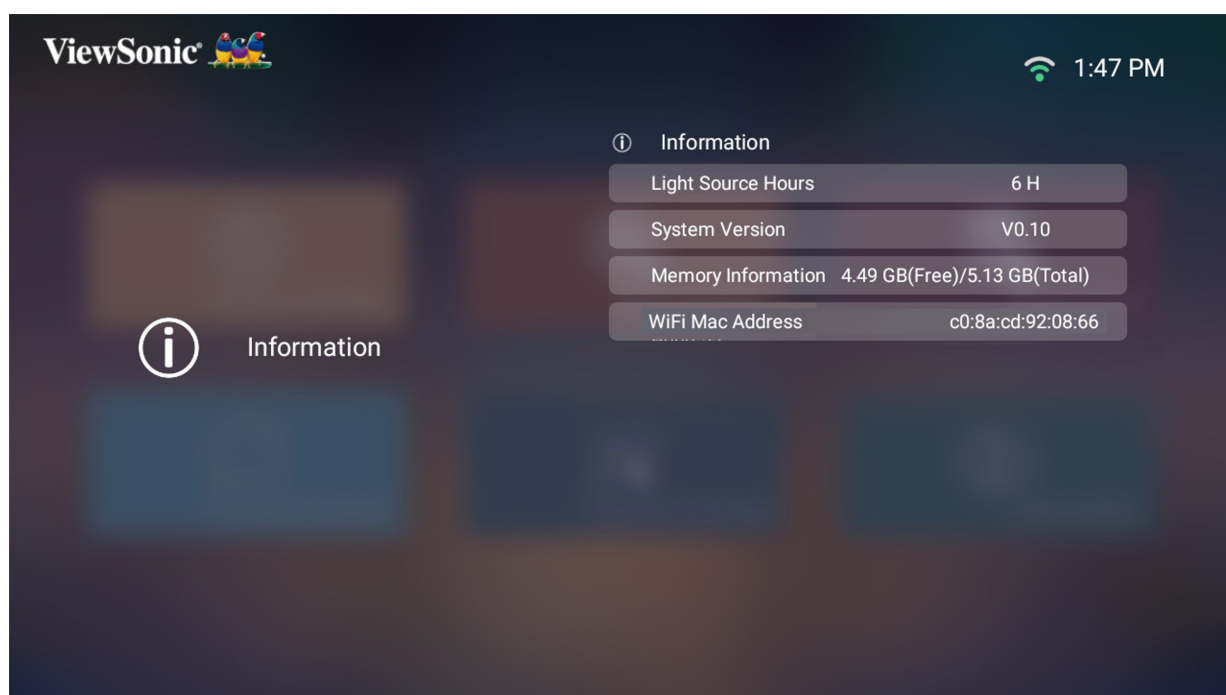 ViewSonic®
1:47 PM
Information
Light Source Hours 6 H
System Version V0.10
Memory Information 4.49 GB(Free)/5.13 GB(Total)
WiFi Mac Address c0:8a:cd:92:08:66
Information